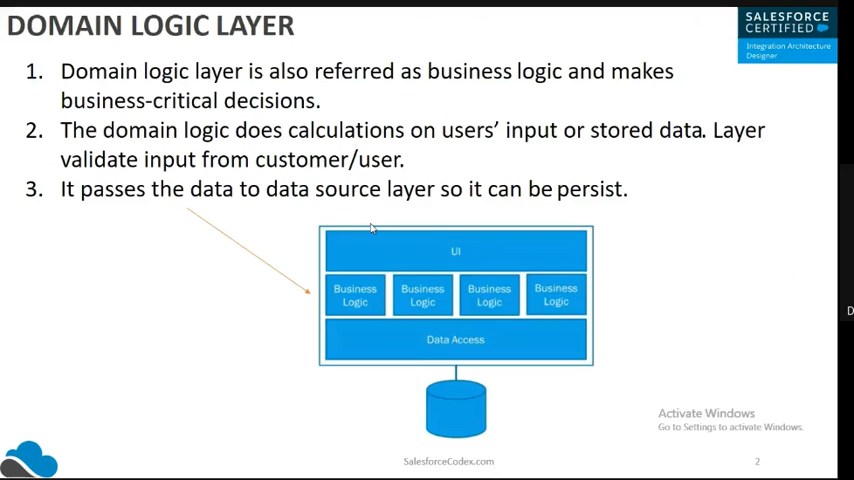 DOMAIN LOGIC LAYER
SALESFORCE
CERTIFIED
Integration Architecture
Designer
1. Domain logic layer is also referred as business logic and makes
business-critical decisions.
2. The domain logic does calculations on users’ input or stored data. Layer
validate input from customer/user.
3. It passes the data to data source layer so it can be persist.
UI
Business Logic
Business Logic
Business Logic
Business Logic
Data Access
Activate Windows
Go to Settings to activate Windows.
SalesforceCodex.com
2
D